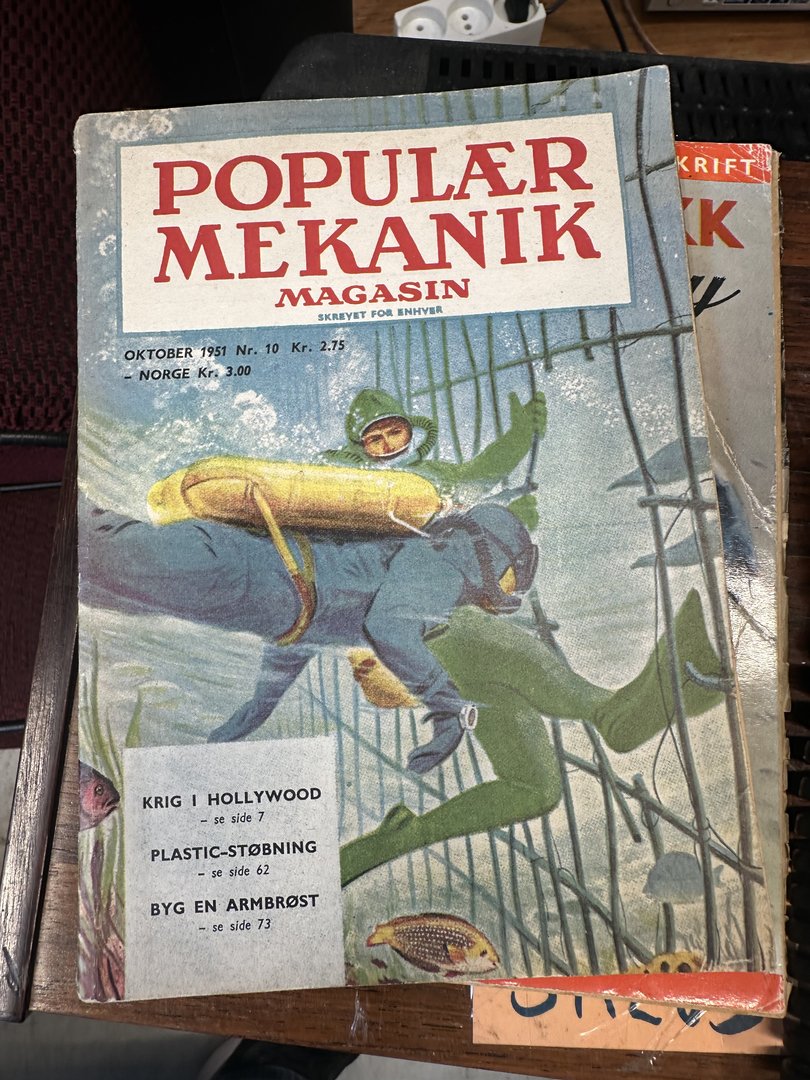 POPULÆR
MEKANIK
MAGASIN
SKREVET FOR ENHVER
OKTOBER 1951 Nr. 10 Kr. 2.75
– NORGE Kr. 3.00
KRIG I HOLLYWOOD
– se side 7
PLASTIC-STØBNING
– se side 62
BYG EN ARMBRØST
– se side 73
KRIFT
KK